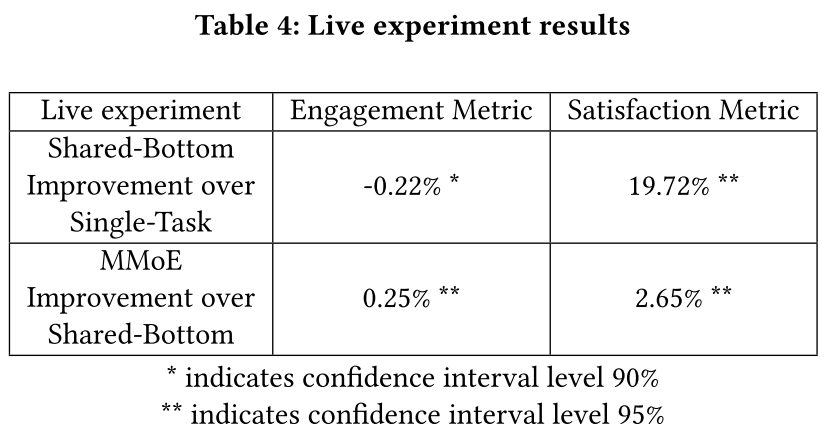 Table 4: Live experiment results
Live experiment Engagement Metric Satisfaction Metric
Shared-Bottom
Improvement over
Single-Task
-0.22% * 19.72% **
MMoE
Improvement over
Shared-Bottom
0.25% ** 2.65% **
* indicates confidence interval level 90%
** indicates confidence interval level 95%